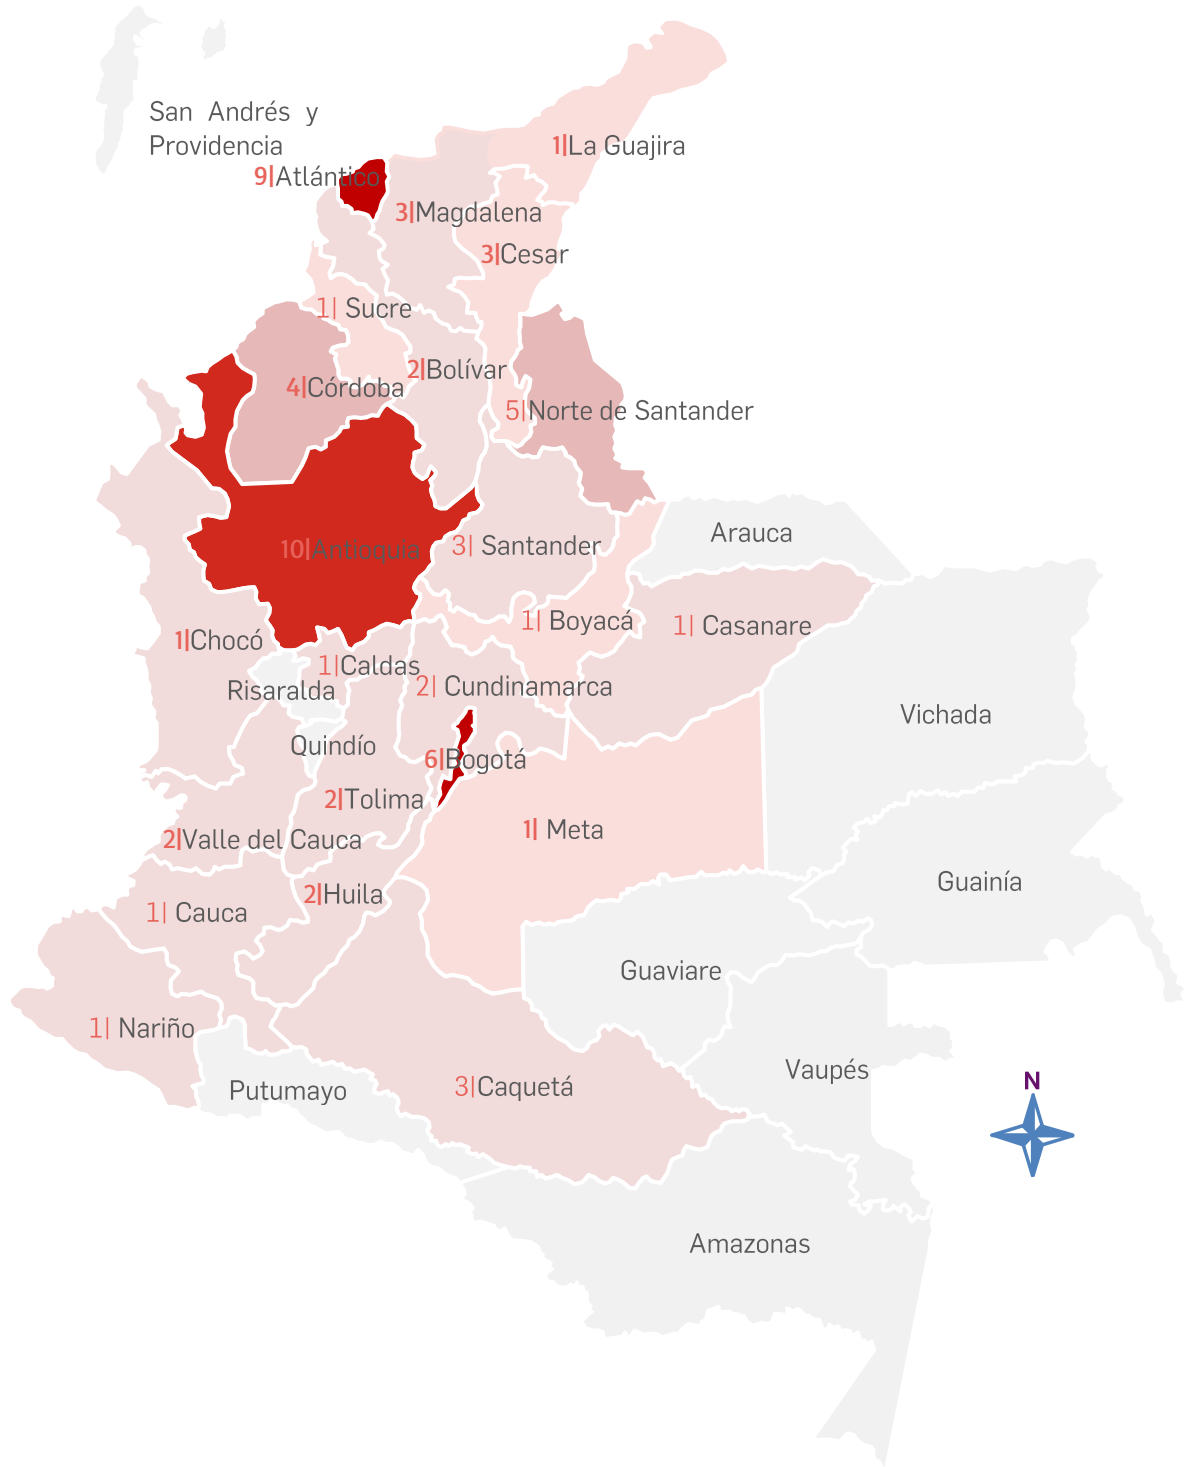 San Andrés y
Providencia
1|La Guajira
9|Atlántico
3|Magdalena
3|Cesar
1| Sucre
2|Bolívar
4|Córdoba
5|Norte de Santander
Arauca
10|Antioquia
3| Santander
1| Boyacá
1| Casanare
1|Chocó
1|Caldas
Risaralda
2| Cundinamarca
Vichada
Quindío
6|Bogotá
2|Tolima
1| Meta
2|Valle del Cauca
Guainía
2|Huila
1| Cauca
Guaviare
1| Nariño
Vaupés
N
3|Caquetá
Putumayo
Amazonas